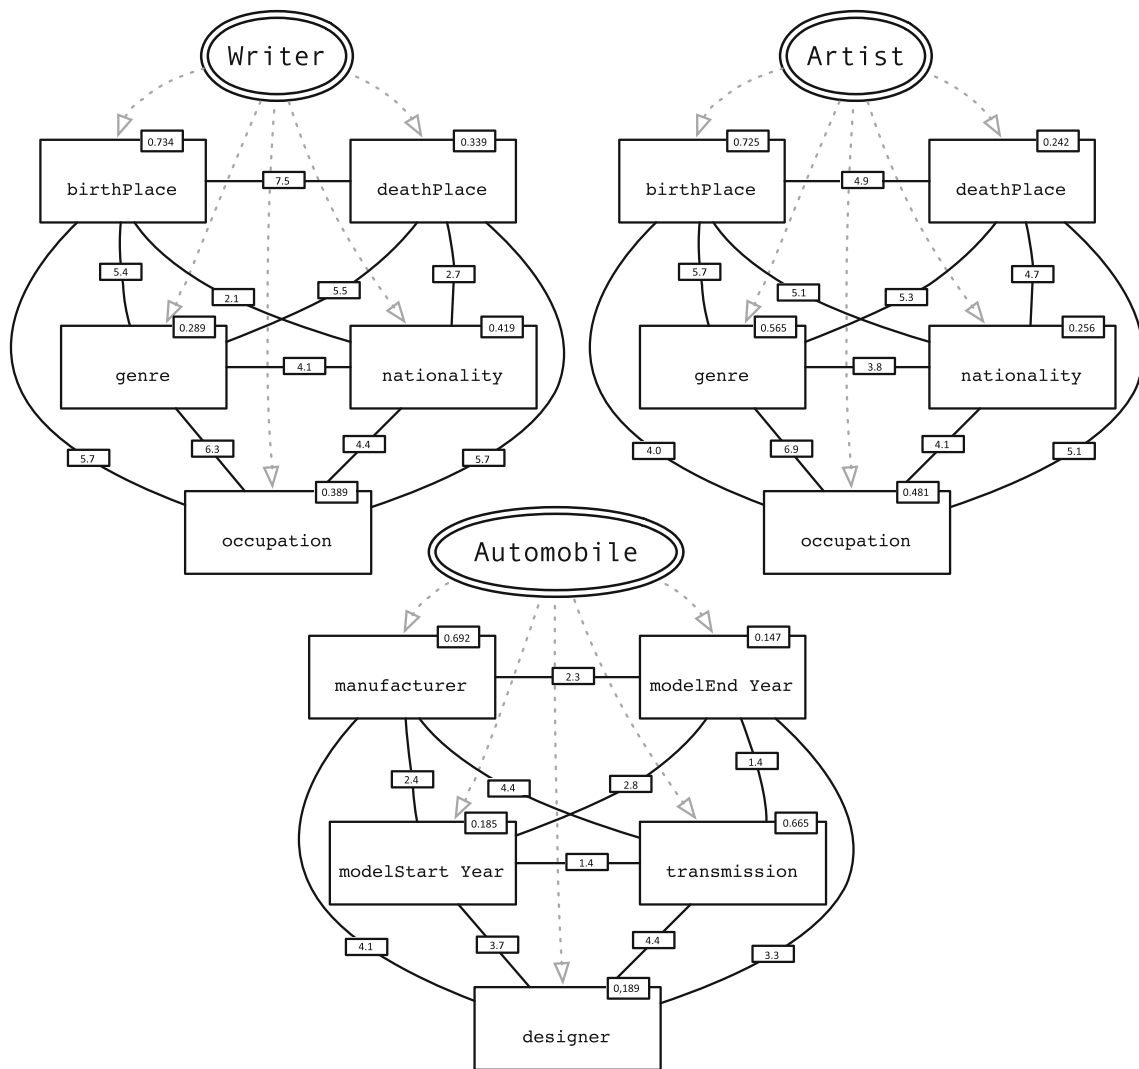 Writer
Artist
0.734
0.339
0.725
0.242
birthPlace
7.5
deathPlace
birthPlace
4.9
deathPlace
5.4
2.1
5.5
2.7
5.7
5.1
5.3
4.7
0.289
0.419
0.565
0.256
genre
4.1
nationality
genre
3.8
nationality
5.7
6.3
4.4
5.7
4.0
6.9
4.1
5.1
0.389
0.481
occupation
occupation
Automobile
0.692
0.147
manufacturer
2.3
modelEnd Year
2.4
4.4
2.8
1.4
0.185
0.665
modelStart Year
1.4
transmission
4.1
3.7
4.4
3.3
0,189
designer